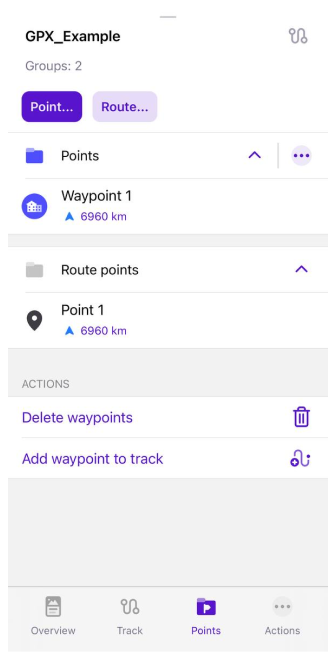 GPX_Example
Groups: 2
Point...
Route...
Points
Waypoint 1
6960 km
Route points
Point 1
6960 km
ACTIONS
Delete waypoints
Add waypoint to track
Overview
Track
Points
Actions